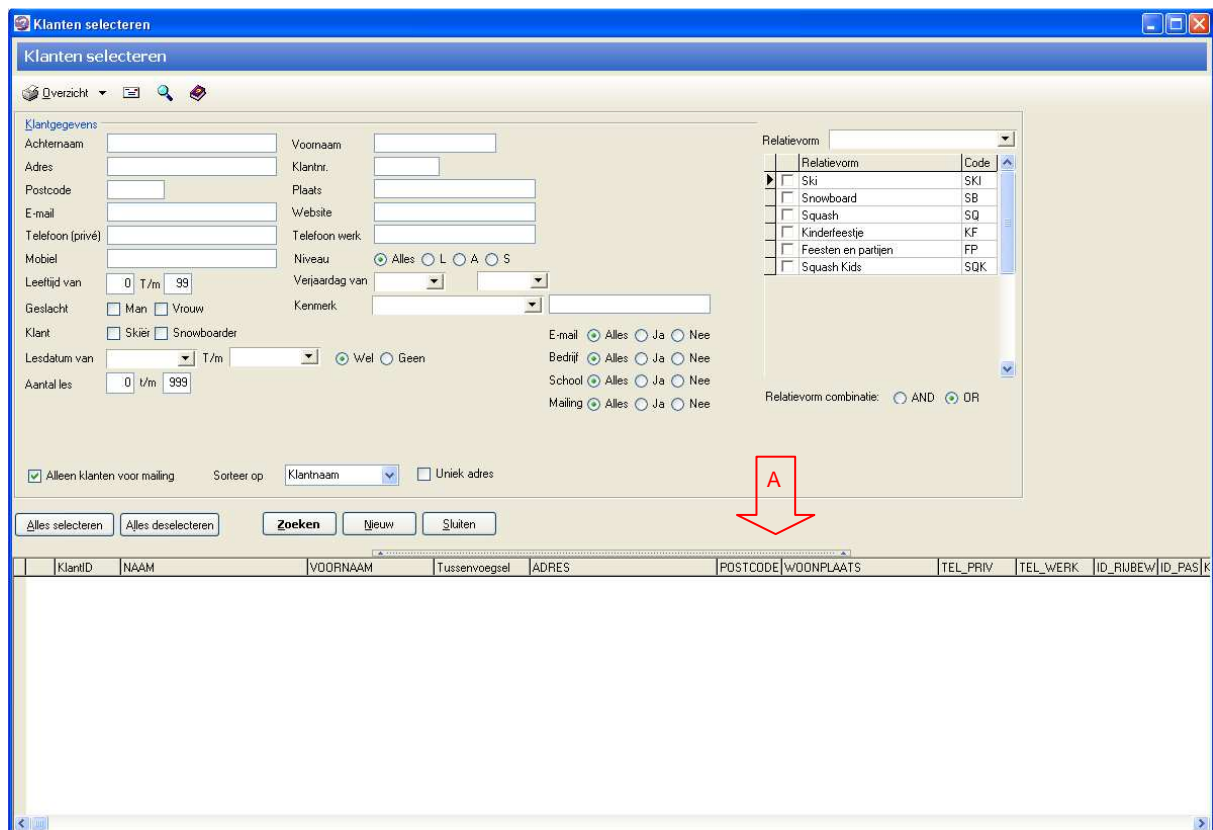 Klanten selecteren
Klanten selecteren
Overzicht
Klantgegevens
Achternaam Voornaam Relatievorm
Adres Klantnr. Relatievorm Code
Postcode Plaats Ski SKI
E-mail Website Snowboard SB
Telefoon (privé) Telefoon werk Squash SQ
Mobiel Niveau Alles L A S Kinderfeestje KF
Leeftijd van 0 T/m 99 Verjaardag van Feesten en partijen FP
Geslacht Man Vrouw Kenmerk Squash Kids SQK
Klant Skiër Snowboarder E-mail Alles Ja Nee
Lesdatum van T/m Wel Geen Bedrijf Alles Ja Nee
Aantal les 0 t/m 999 School Alles Ja Nee
Mailing Alles Ja Nee Relatievorm combinatie: AND OR
Alleen klanten voor mailing Sorteer op Klantnaam Uniek adres A
Alles selecteren Alles deselecteren Zoeken Nieuw Sluiten
KlantID NAAM VOORNAAM Tussenvoegsel ADRES POSTCODE WOONPLAATS TEL_PRIV TEL_WERK ID_RIJBEW ID_PAS K